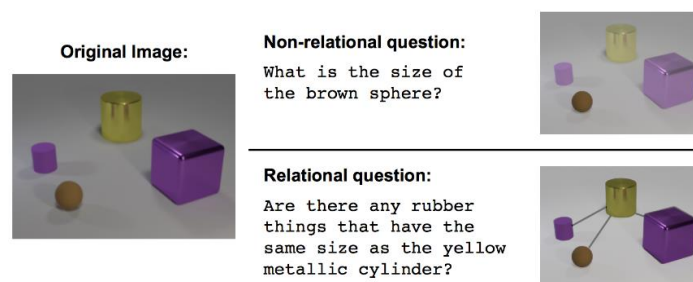 Original Image:
Non-relational question:
What is the size of
the brown sphere?
Relational question:
Are there any rubber
things that have the
same size as the yellow
metallic cylinder?